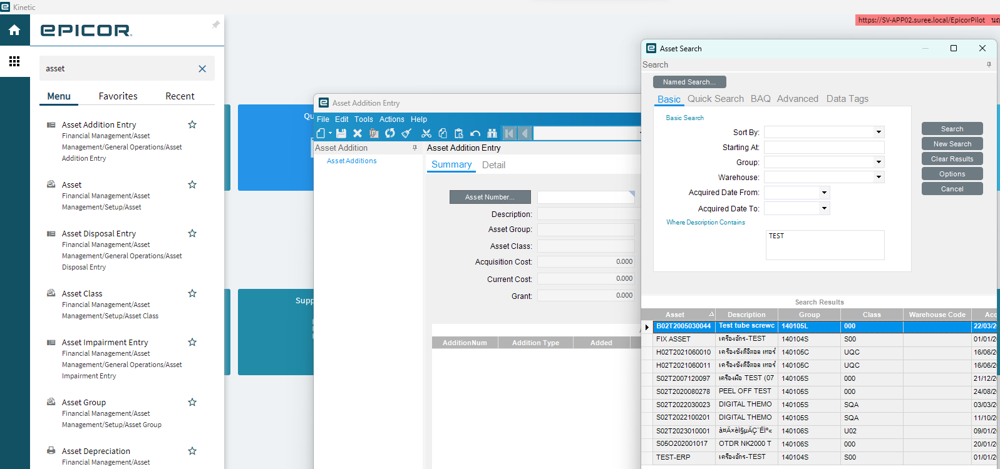 Kinetic
EPICOR
https://SV-APP02.suree.local/EpicorPilot
asset
Menu Favorites Recent
Asset Addition Entry
Financial Management/Asset
Management/General Operations/Asset
Addition Entry
Asset
Financial Management/Asset
Management/Setup/Asset
Asset Disposal Entry
Financial Management/Asset
Management/General Operations/Asset
Disposal Entry
Asset Class
Financial Management/Asset
Management/Setup/Asset Class
Asset Impairment Entry
Financial Management/Asset
Management/General Operations/Asset
Impairment Entry
Asset Group
Financial Management/Asset
Management/Setup/Asset Group
Asset Depreciation
Financial Management/Asset
Qu
Supp
Asset Addition Entry
File Edit Tools Actions Help
Asset Addition
Asset Additions
Asset Addition Entry
Summary Detail
Asset Number...
Description:
Asset Group:
Asset Class:
Acquisition Cost: 0.000
Current Cost: 0.000
Grant: 0.000
AdditionNum Addition Type Added
Asset Search
Search
Named Search...
Basic Quick Search BAQ Advanced Data Tags
Basic Search
Sort By:
Starting At:
Group:
Warehouse:
Acquired Date From:
Acquired Date To:
Where Description Contains
TEST
Search
New Search
Clear Results
Options
Cancel
Search Results
Asset Description Group Class Warehouse Code Acc
B02T2005030044 Test tube screwc 140105L 000 22/03/2
FIX ASSET เครื่องจักร-TEST 140104S S00 01/01/2
H02T2021060010 เครื่องชั่งดิจิตอล เทอร์ 140105C UQC 16/06/2
H02T2021060011 เครื่องชั่งดิจิตอล เทอร์ 140105C UQC 16/06/2
S02T2007120097 เครื่องมือ TEST (07 140105S 000 21/12/2
S02T2020080278 PEEL OFF TEST 140105S 000 24/08/2
S02T2022030023 DIGITAL THEMO 140105S SQA 03/03/2
S02T2022100201 DIGITAL THEMO 140105S SQA 11/10/2
S02T2023010001 140106S U02 09/01/2
S05O202001017 OTDR NK2000 T 140106S 000 20/01/2
TEST-ERP เครื่องจักร-TEST 140104S S00 01/01/2